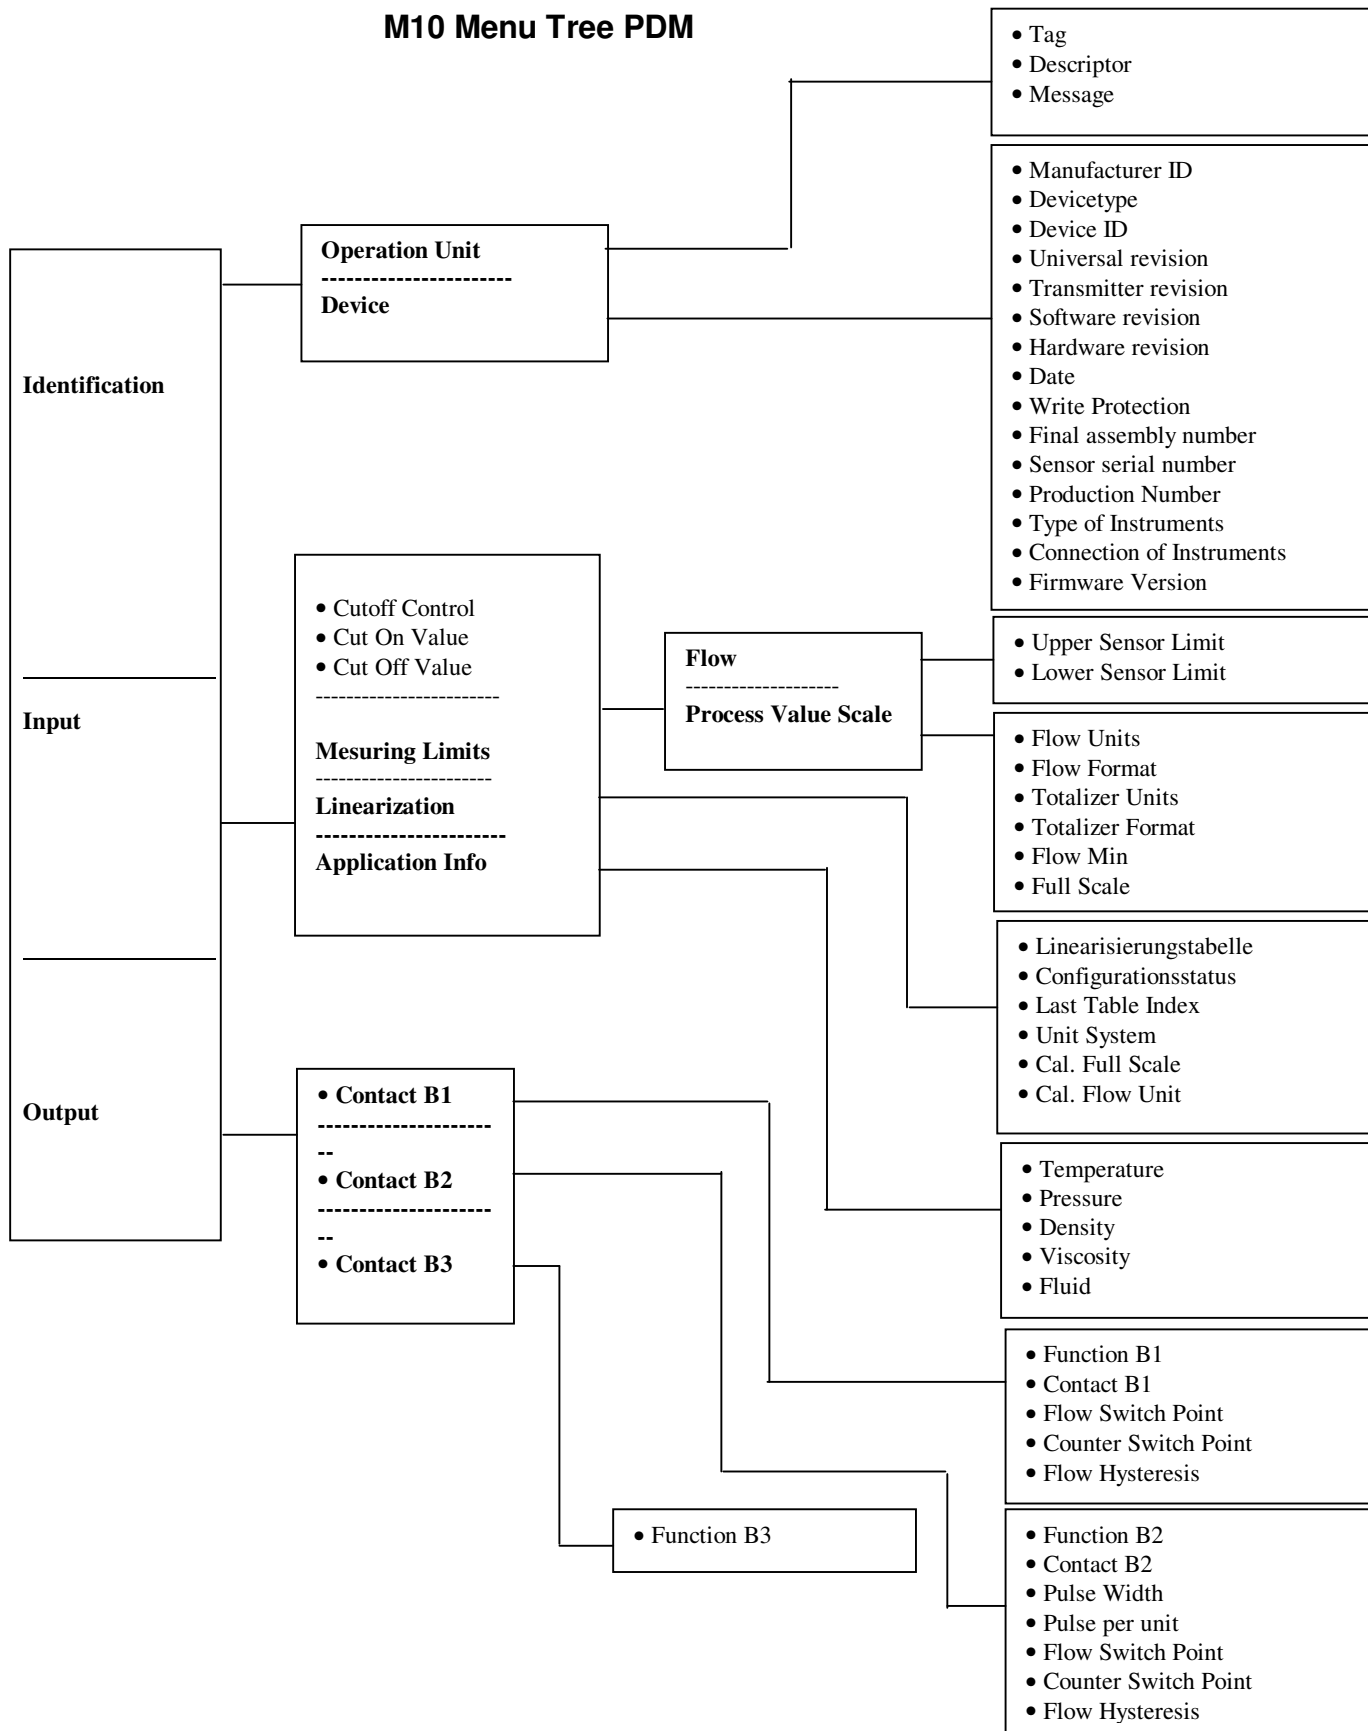 M10 Menu Tree PDM
• Tag
• Descriptor
• Message
• Manufacturer ID
• Devicetype
• Device ID
• Universal revision
• Transmitter revision
• Software revision
• Hardware revision
• Date
• Write Protection
• Final assembly number
• Sensor serial number
• Production Number
• Type of Instruments
• Connection of Instruments
• Firmware Version
Operation Unit
-----------------------
Device
Identification
Input
Output
• Cutoff Control
• Cut On Value
• Cut Off Value
------------------------
Mesuring Limits
-----------------------
Linearization
-----------------------
Application Info
Flow
--------------------
Process Value Scale
• Upper Sensor Limit
• Lower Sensor Limit
• Flow Units
• Flow Format
• Totalizer Units
• Totalizer Format
• Flow Min
• Full Scale
• Linearisierungstabelle
• Configurationsstatus
• Last Table Index
• Unit System
• Cal. Full Scale
• Cal. Flow Unit
• Temperature
• Pressure
• Density
• Viscosity
• Fluid
• Contact B1
---------------------
--
• Contact B2
---------------------
--
• Contact B3
• Function B1
• Contact B1
• Flow Switch Point
• Counter Switch Point
• Flow Hysteresis
• Function B3
• Function B2
• Contact B2
• Pulse Width
• Pulse per unit
• Flow Switch Point
• Counter Switch Point
• Flow Hysteresis